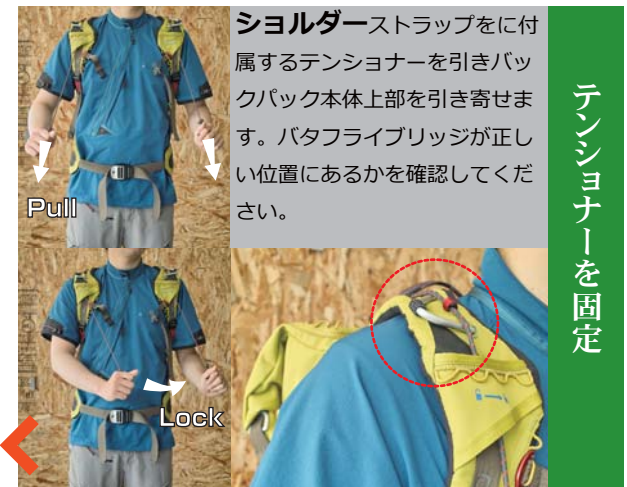 ショルダーストラップをに付
属するテンショナーを引きバッ
クパック本体上部を引き寄せま
す。バタフライブリッジが正し
い位置にあるかを確認してくだ
さい。
テンショナーを固定
Pull
Lock